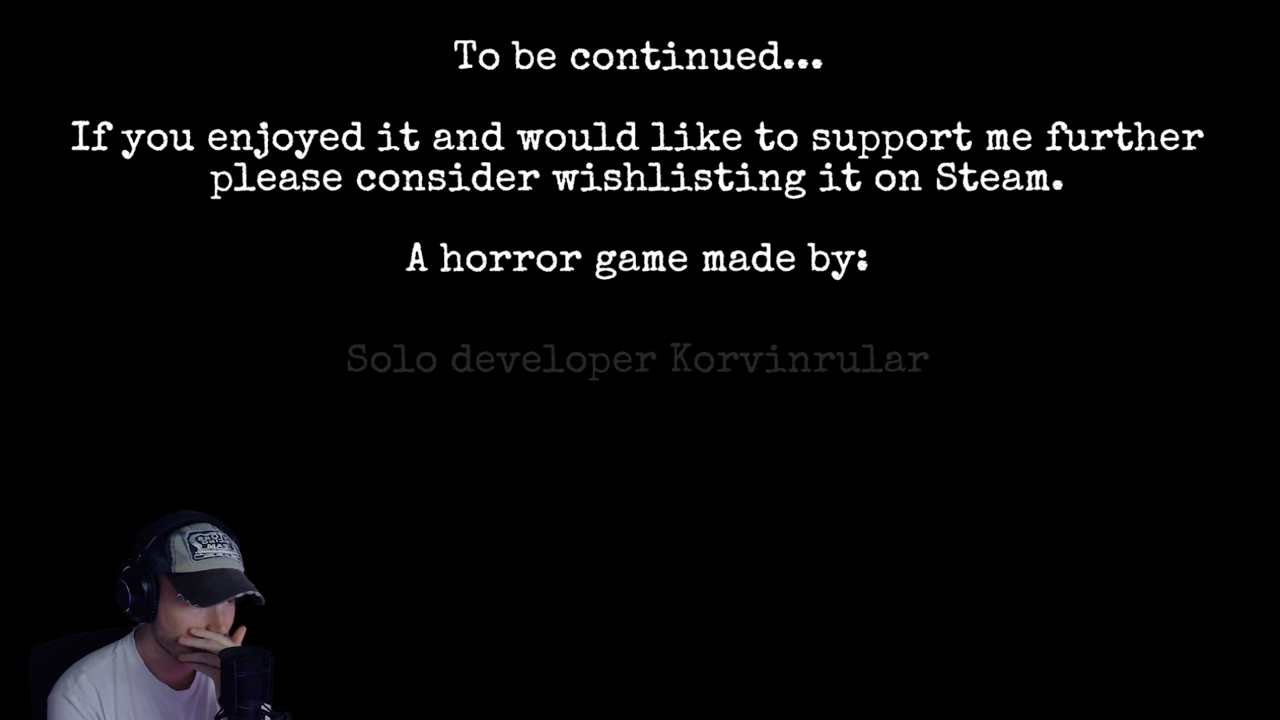 To be continued...
If you enjoyed it and would like to support me further
please consider wishlisting it on Steam.
A horror game made by:
Solo developer Korvinrular